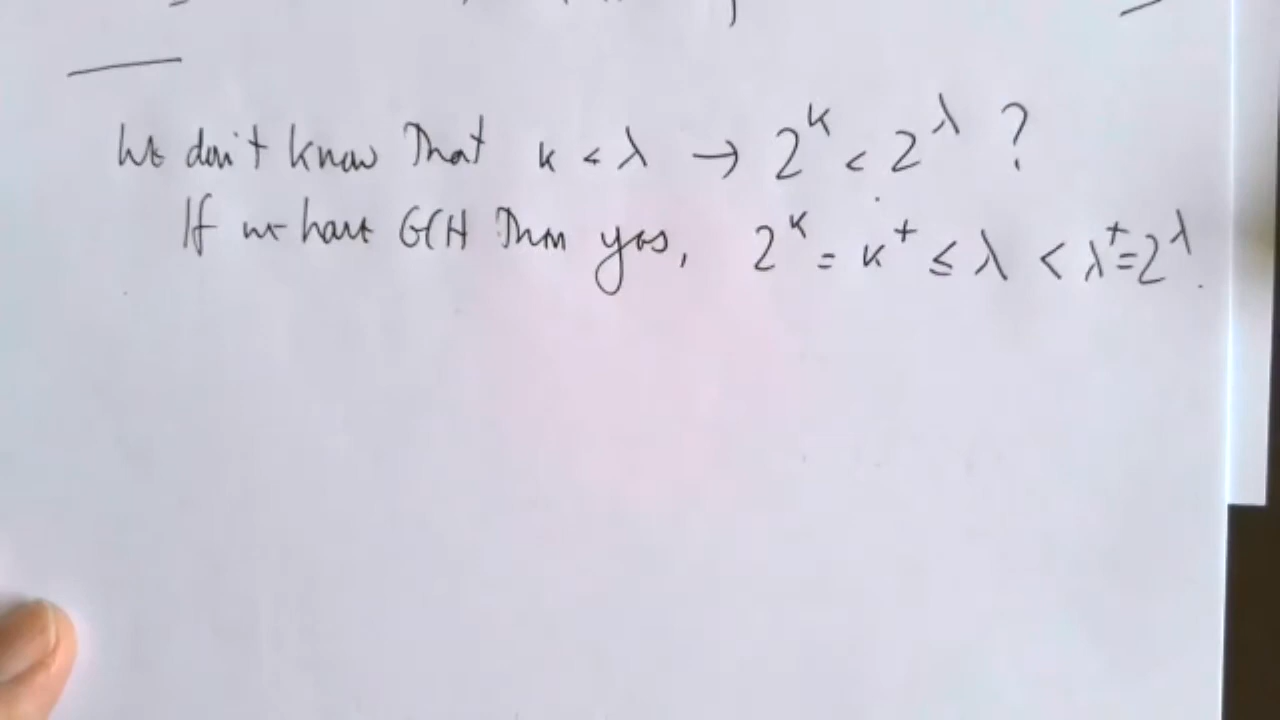 We don't know that κ < λ → 2^κ < 2^λ ?
If we have GCH then yes, 2^κ = κ^+ ≤ λ < λ^+ = 2^λ.